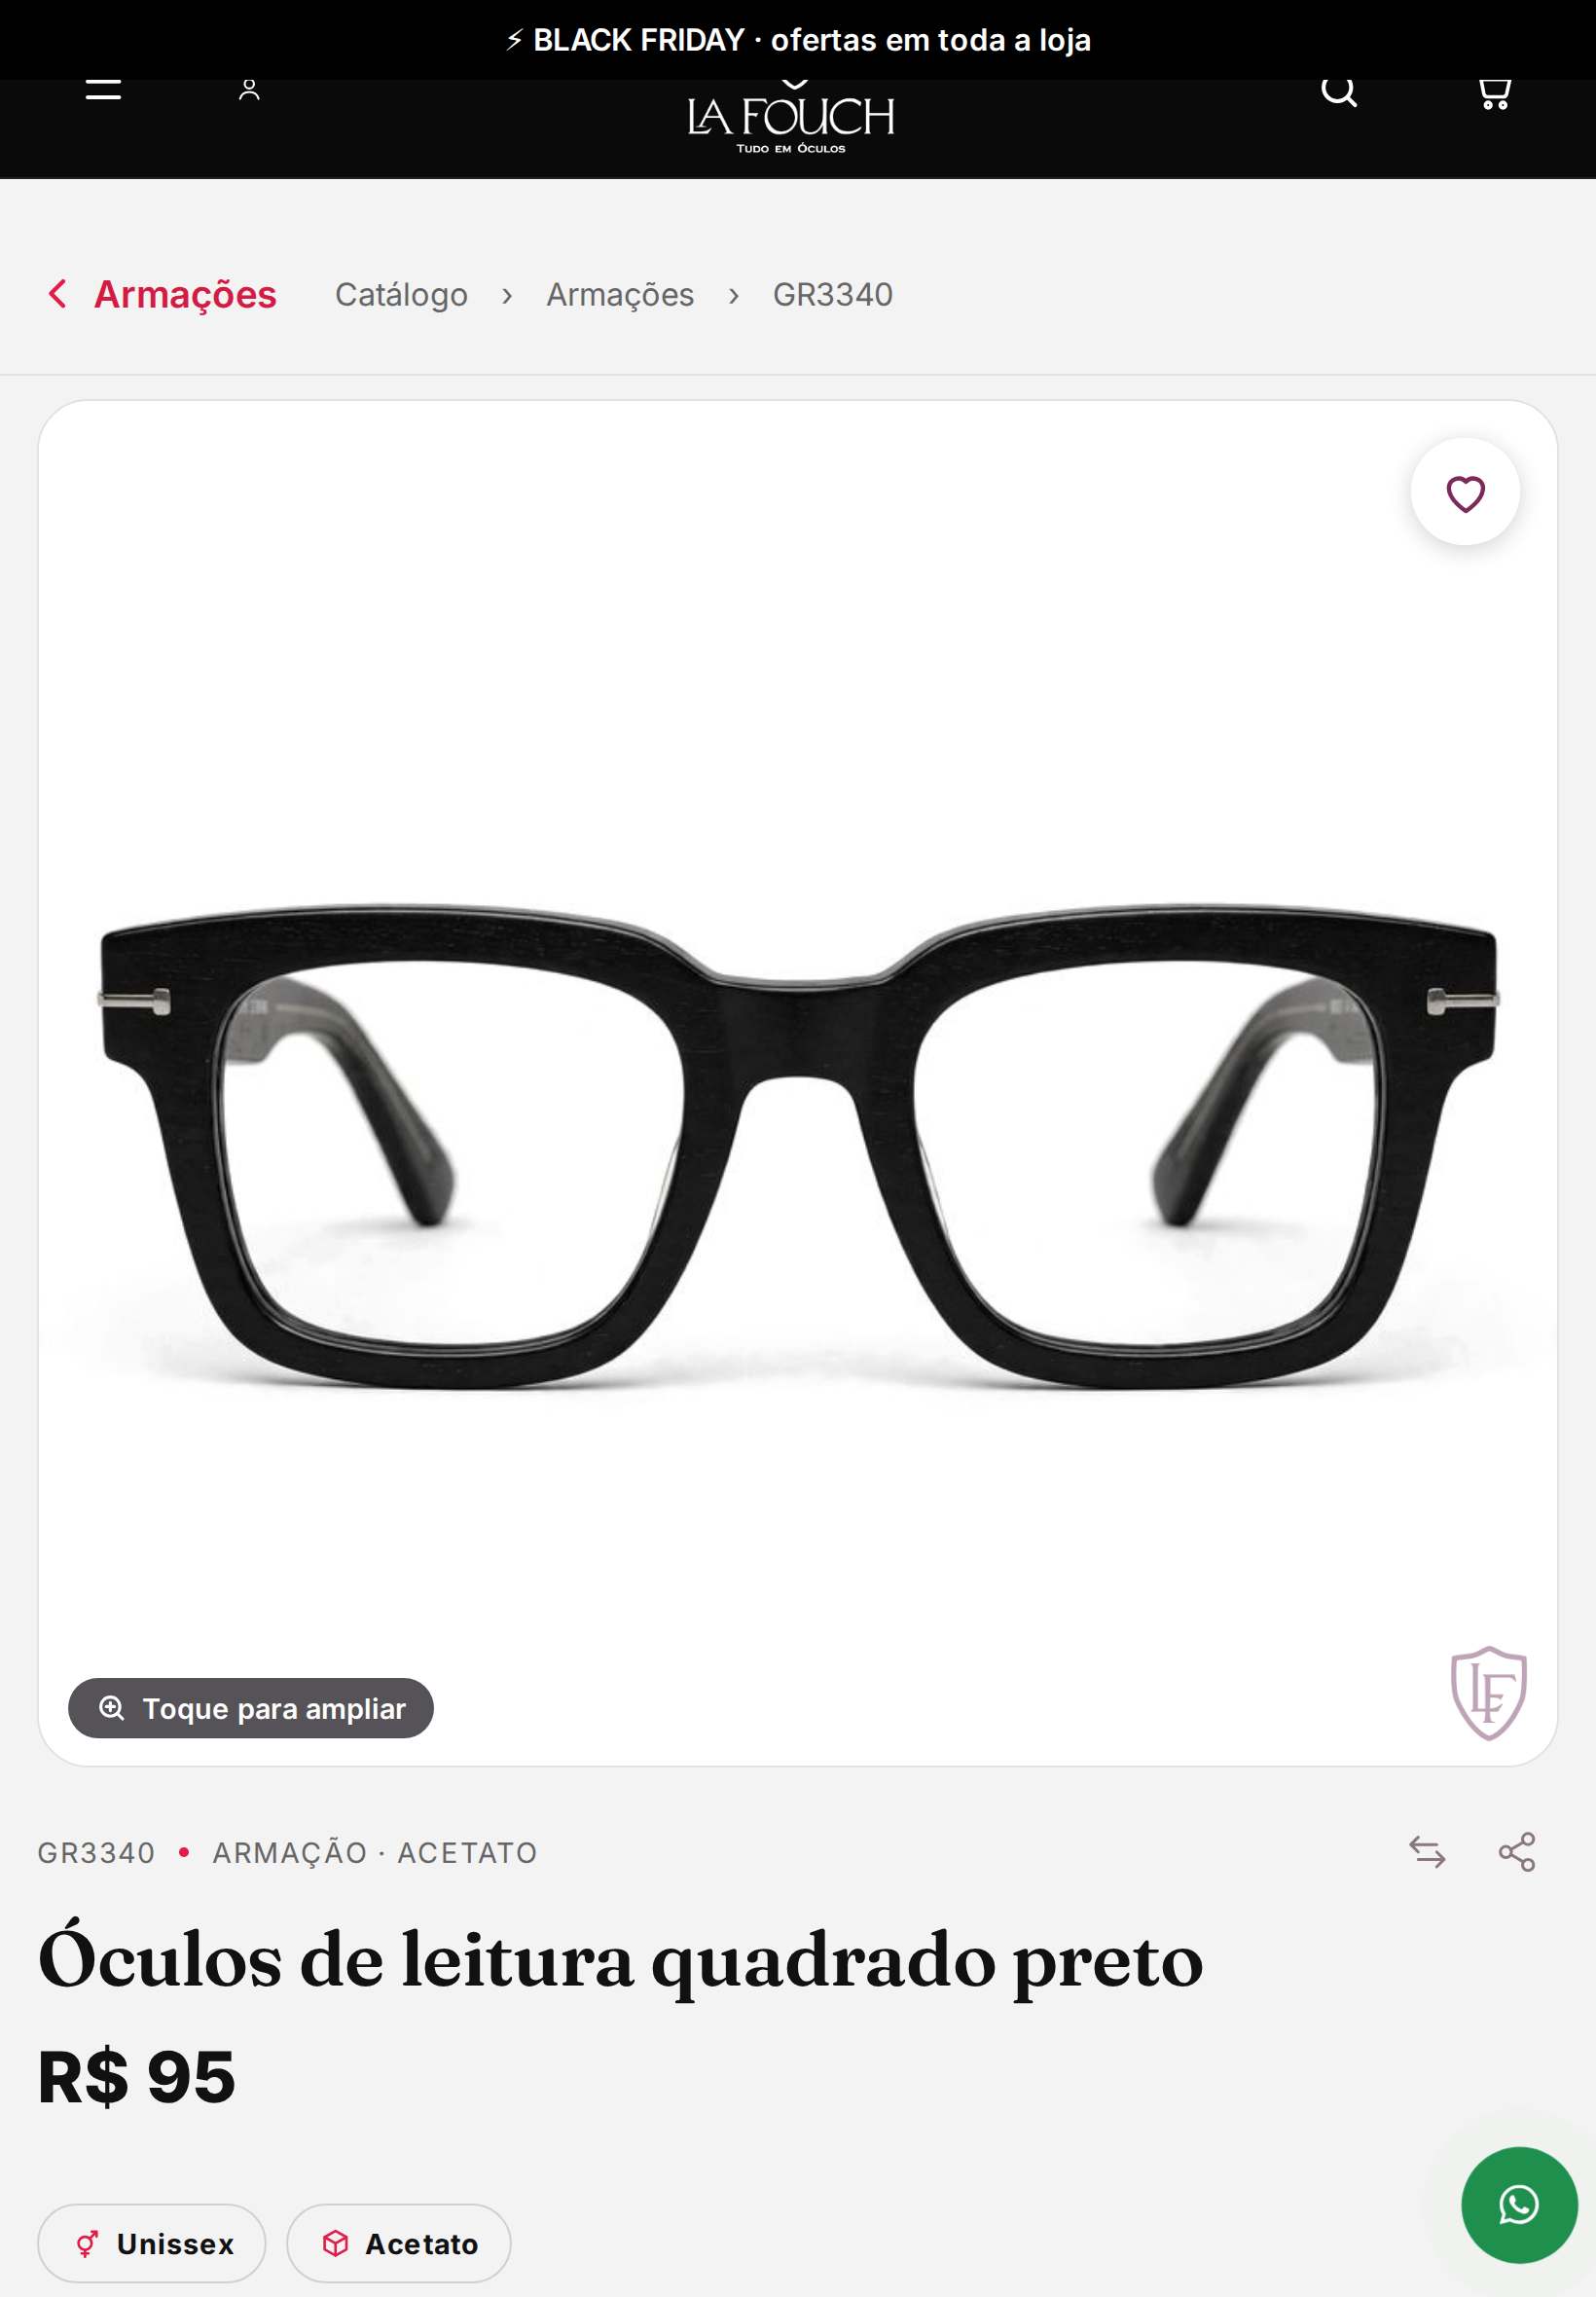 ⚡ BLACK FRIDAY · ofertas em toda a loja
LA FOUCH
TUDO EM ÓCULOS
Armações
Catálogo › Armações › GR3340
LF
Toque para ampliar
GR3340 • ARMAÇÃO · ACETATO
Óculos de leitura quadrado preto
R$ 95
Unissex
Acetato